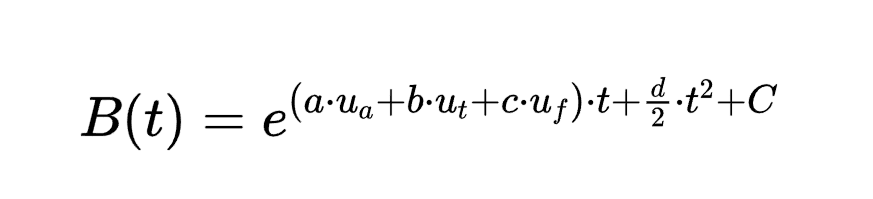 B(t) = e^{(a·u_a+b·u_t+c·u_f)·t+\frac{d}{2}·t^2+C}